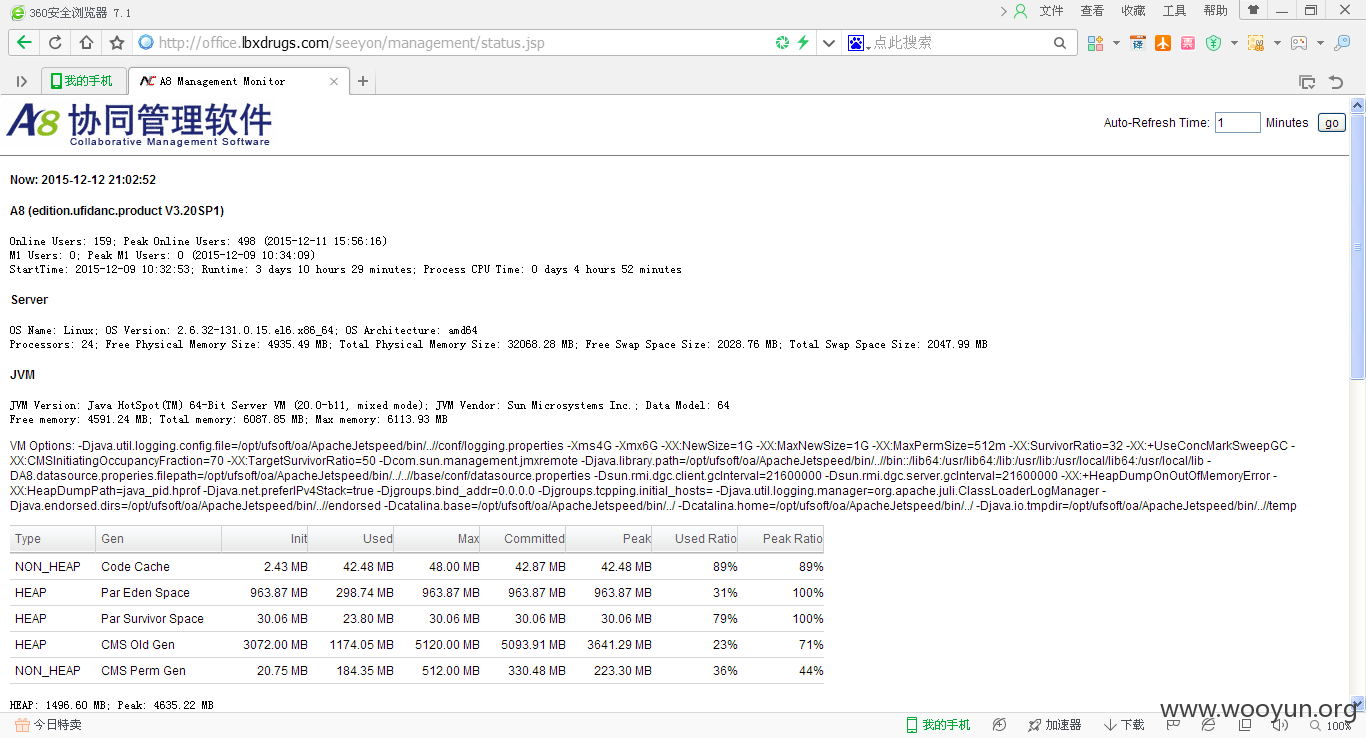 360安全浏览器 7.1
文件 查看 收藏 工具 帮助
http://office.lbxdrugs.com/seeyon/management/status.jsp
点此搜索
译
票
我的手机
A8 Management Monitor
A8 协同管理软件
Collaborative Management Software
Auto-Refresh Time: 1 Minutes go
Now: 2015-12-12 21:02:52
A8 (edition.ufidanc.product V3.20SP1)
Online Users: 159; Peak Online Users: 498 (2015-12-11 15:56:16)
M1 Users: 0; Peak M1 Users: 0 (2015-12-09 10:34:09)
StartTime: 2015-12-09 10:32:53; Runtime: 3 days 10 hours 29 minutes; Process CPU Time: 0 days 4 hours 52 minutes
Server
OS Name: Linux; OS Version: 2.6.32-131.0.15.el6.x86_64; OS Architecture: amd64
Processors: 24; Free Physical Memory Size: 4935.49 MB; Total Physical Memory Size: 32068.28 MB; Free Swap Space Size: 2028.76 MB; Total Swap Space Size: 2047.99 MB
JVM
JVM Version: Java HotSpot(TM) 64-Bit Server VM (20.0-b11, mixed mode); JVM Vendor: Sun Microsystems Inc.; Data Model: 64
Free memory: 4591.24 MB; Total memory: 6087.85 MB; Max memory: 6113.93 MB
VM Options: -Djava.util.logging.config.file=/opt/ufsoft/oa/ApacheJetspeed/bin/..//conf/logging.properties -Xms4G -Xmx6G -XX:NewSize=1G -XX:MaxNewSize=1G -XX:MaxPermSize=512m -XX:SurvivorRatio=32 -XX:+UseConcMarkSweepGC -
XX:CMSInitiatingOccupancyFraction=70 -XX:TargetSurvivorRatio=50 -Dcom.sun.management.jmxremote -Djava.library.path=/opt/ufsoft/oa/ApacheJetspeed/bin/..//bin::/lib64:/usr/lib64/lib:/usr/lib:/usr/lib:/usr/local/lib64:/usr/local/lib -
DA8.datasource.properies.filepath=/opt/ufsoft/oa/ApacheJetspeed/bin/../..//base/conf/datasource.properties -Dsun.rmi.dgc.client.gcInterval=21600000 -Dsun.rmi.dgc.server.gcInterval=21600000 -XX:+HeapDumpOnOutOfMemoryError -
XX:HeapDumpPath=java_pid.hprof -Djava.net.preferIPv4Stack=true -Djgroups.bind_addr=0.0.0.0 -Djgroups.tcpping.initial_hosts= -Djava.util.logging.manager=org.apache.juli.ClassLoaderLogManager -
Djava.endorsed.dirs=/opt/ufsoft/oa/ApacheJetspeed/bin/..//endorsed -Dcatalina.base=/opt/ufsoft/oa/ApacheJetspeed/bin/../ -Dcatalina.home=/opt/ufsoft/oa/ApacheJetspeed/bin/../ -Djava.io.tmpdir=/opt/ufsoft/oa/ApacheJetspeed/bin/..//temp
Type Gen Init Used Max Committed Peak Used Ratio Peak Ratio
NON_HEAP Code Cache 2.43 MB 42.48 MB 48.00 MB 42.87 MB 42.48 MB 89% 89%
HEAP Par Eden Space 963.87 MB 298.74 MB 963.87 MB 963.87 MB 963.87 MB 31% 100%
HEAP Par Survivor Space 30.06 MB 23.80 MB 30.06 MB 30.06 MB 30.06 MB 79% 100%
HEAP CMS Old Gen 3072.00 MB 1174.05 MB 5120.00 MB 5093.91 MB 3641.29 MB 23% 71%
NON_HEAP CMS Perm Gen 20.75 MB 184.35 MB 512.00 MB 330.48 MB 223.30 MB 36% 44%
HEAP: 1496.60 MB; Peak: 4635.22 MB
www.wooyun.org
今日特卖 我的手机 加速器 下载 100%